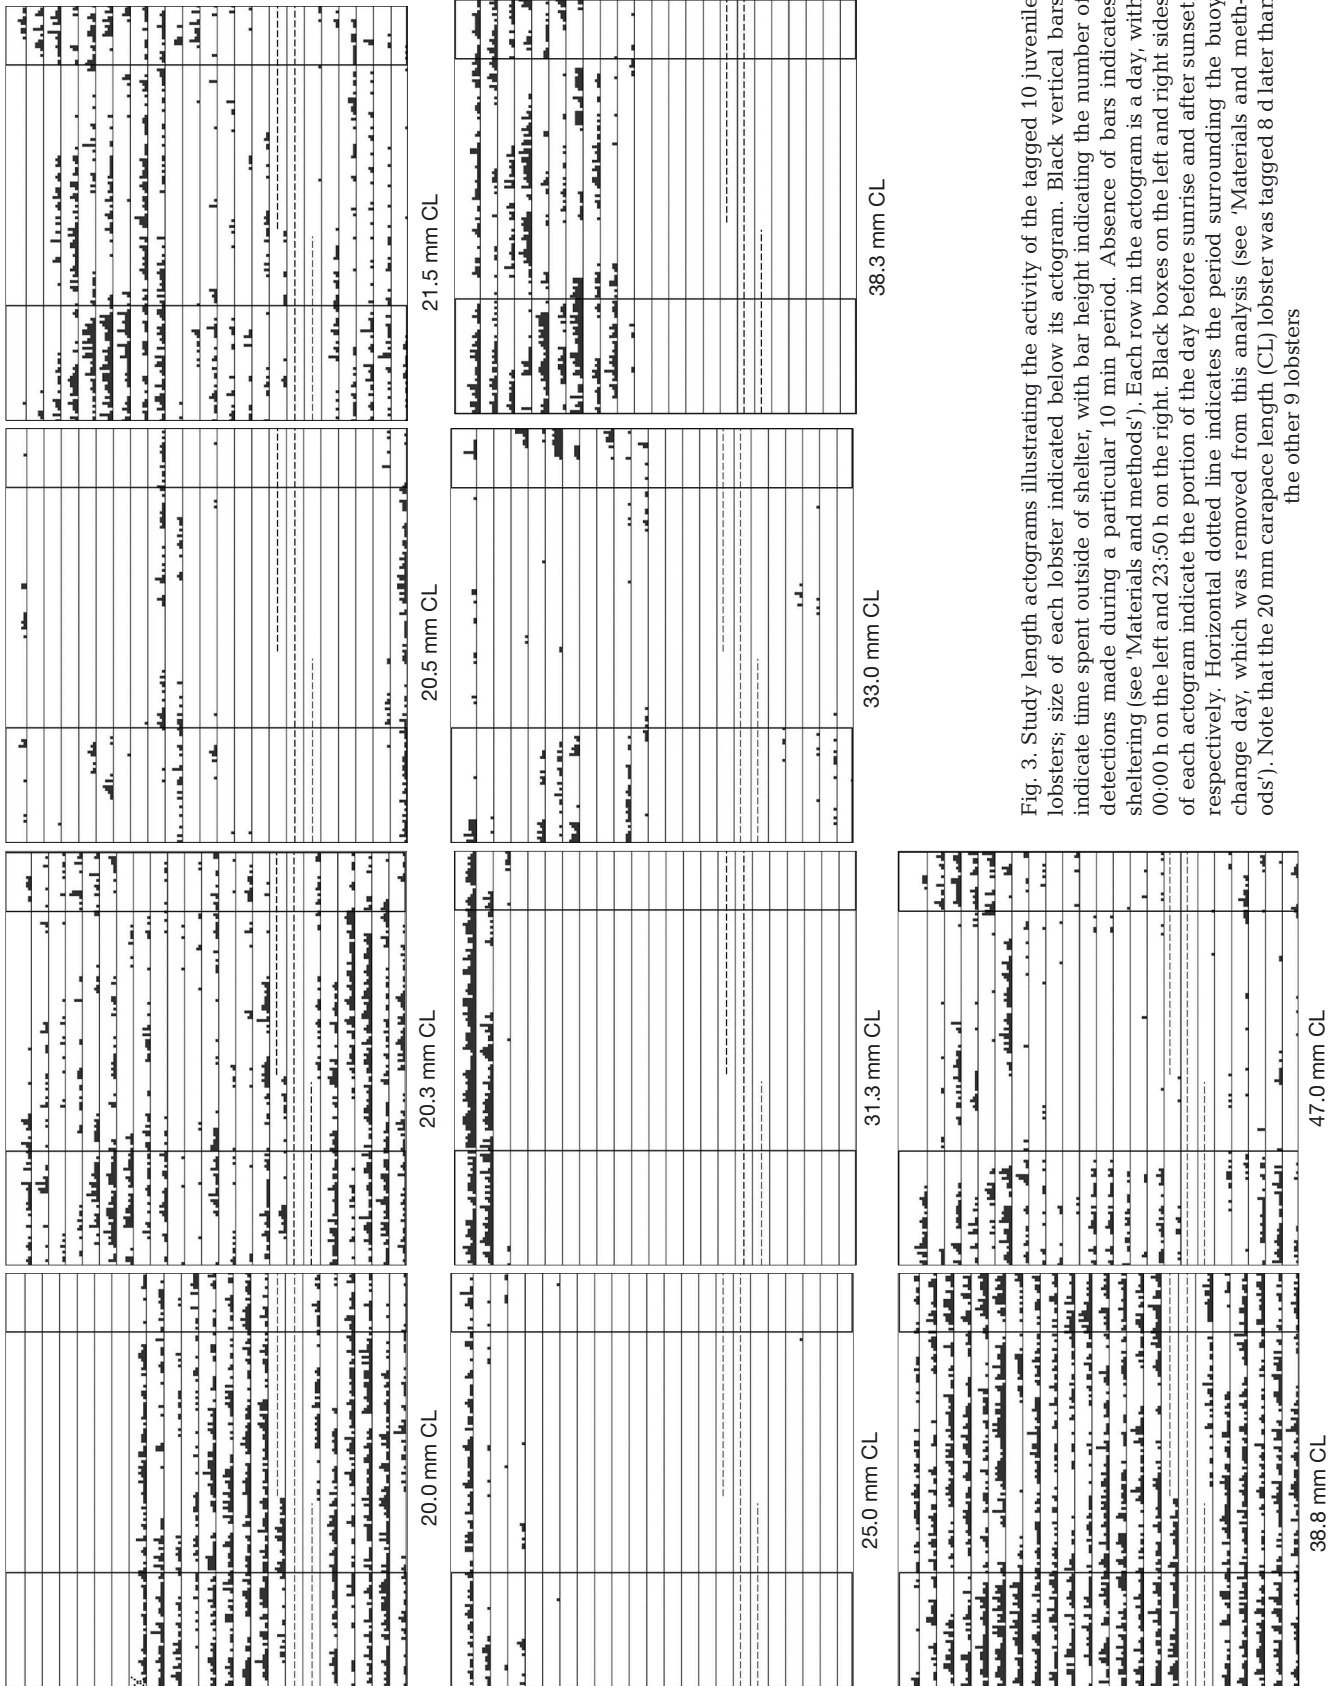 20.0 mm CL
20.3 mm CL
20.5 mm CL
21.5 mm CL
25.0 mm CL
31.3 mm CL
33.0 mm CL
38.3 mm CL
38.8 mm CL
47.0 mm CL
Fig. 3. Study length actograms illustrating the activity of the tagged 10 juvenile
lobsters; size of each lobster indicated below its actogram. Black vertical bars
indicate time spent outside of shelter, with bar height indicating the number of
detections made during a particular 10 min period. Absence of bars indicates
sheltering (see ‘Materials and methods’). Each row in the actogram is a day, with
00:00 h on the left and 23:50 h on the right. Black boxes on the left and right sides
of each actogram indicate the portion of the day before sunrise and after sunset,
respectively. Horizontal dotted line indicates the period surrounding the buoy
change day, which was removed from this analysis (see ‘Materials and meth-
ods’). Note that the 20 mm carapace length (CL) lobster was tagged 8 d later than
the other 9 lobsters